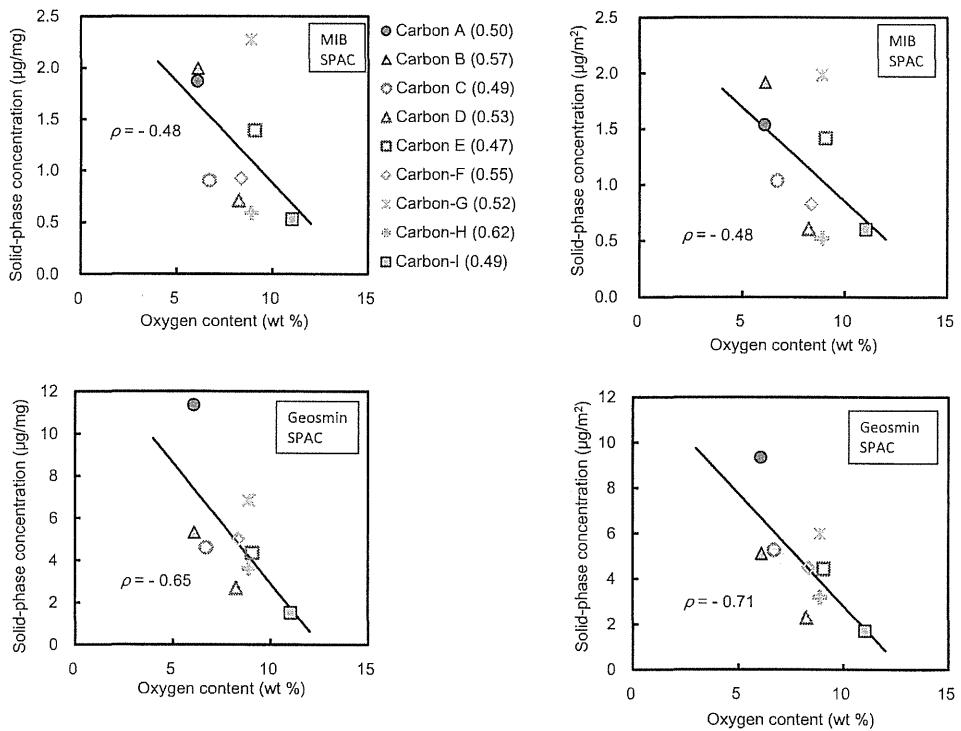 Solid-phase concentration (µg/mg)
2.5
2.0
1.5
1.0
0.5
0.0
MIB
SPAC
ρ = - 0.48
0
5
10
15
Oxygen content (wt %)
Carbon A (0.50)
Carbon B (0.57)
Carbon C (0.49)
Carbon D (0.53)
Carbon E (0.47)
Carbon-F (0.55)
Carbon-G (0.52)
Carbon-H (0.62)
Carbon-I (0.49)
Solid-phase concentration (µg/m²)
2.5
2.0
1.5
1.0
0.5
0.0
MIB
SPAC
ρ = - 0.48
0
5
10
15
Oxygen content (wt %)
Solid-phase concentration (µg/mg)
12
10
8
6
4
2
0
Geosmin
SPAC
ρ = - 0.65
0
5
10
15
Oxygen content (wt %)
Solid-phase concentration (µg/m²)
12
10
8
6
4
2
0
Geosmin
SPAC
ρ = - 0.71
0
5
10
15
Oxygen content (wt %)